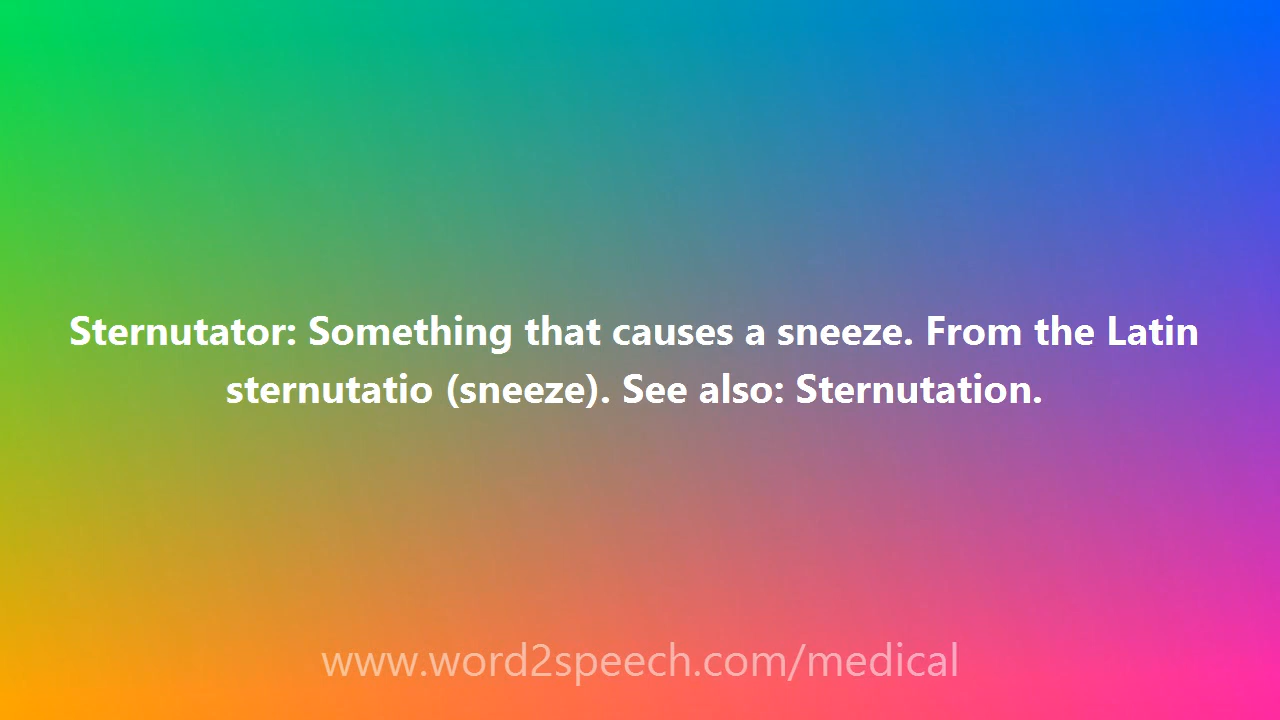 Sternutator: Something that causes a sneeze. From the Latin
sternutatio (sneeze). See also: Sternutation.
www.word2speech.com/medical